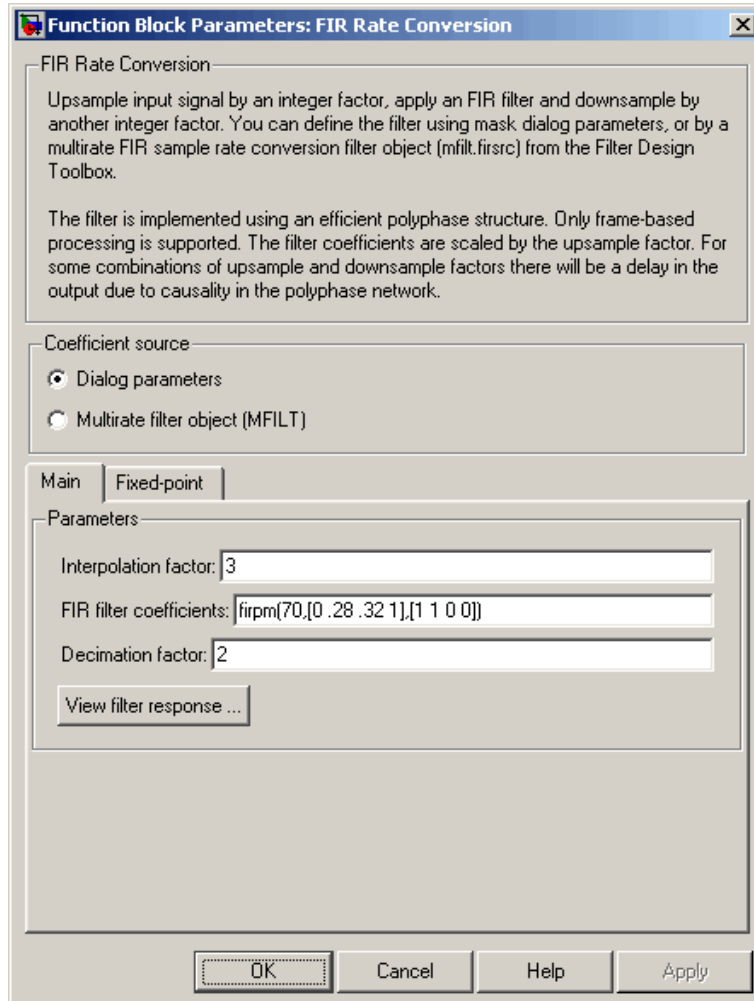 Function Block Parameters: FIR Rate Conversion
FIR Rate Conversion
Upsample input signal by an integer factor, apply an FIR filter and downsample by
another integer factor. You can define the filter using mask dialog parameters, or by a
multirate FIR sample rate conversion filter object (mfilt.firsrc) from the Filter Design
Toolbox.
The filter is implemented using an efficient polyphase structure. Only frame-based
processing is supported. The filter coefficients are scaled by the upsample factor. For
some combinations of upsample and downsample factors there will be a delay in the
output due to causality in the polyphase network.
Coefficient source
Dialog parameters
Multirate filter object (MFILT)
Main Fixed-point
Parameters
Interpolation factor: 3
FIR filter coefficients: firpm(70,[0 .28 .32 1],[1 1 0 0])
Decimation factor: 2
View filter response ...
OK Cancel Help Apply